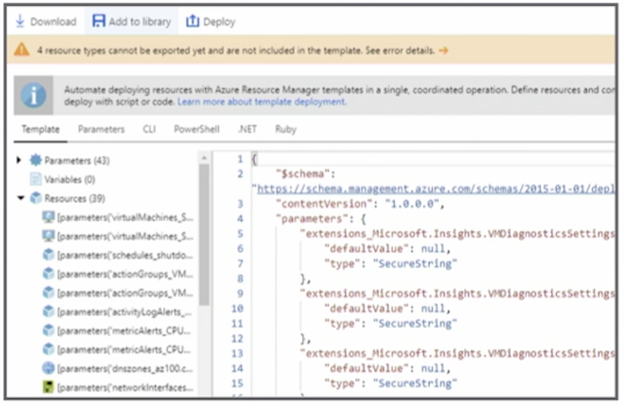 Download Add to library Deploy
4 resource types cannot be exported yet and are not included in the template. See error details. →
Automate deploying resources with Azure Resource Manager templates in a single, coordinated operation. Define resources and
deploy with script or code. Learn more about template deployment.
Template Parameters CLI PowerShell .NET Ruby
Parameters (43)
Variables (0)
Resources (39)
[parameters('virtualMachines_S...
[parameters('virtualMachines_S...
[parameters('schedules_shutdo...
[parameters('actionGroups_VM...
[parameters('actionGroups_VM...
[parameters('activityLogAlerts_...
[parameters('metricAlerts_CPU...
[parameters('metricAlerts_CPU...
[parameters('dnszones_az100.c...
[parameters('networkInterfaces...
1 {
2 "$schema":
"https://schema.management.azure.com/schemas/2015-01-01/depl
3 "contentVersion": "1.0.0.0",
4 "parameters": {
5 "extensions_Microsoft.Insights.VMDiagnosticsSettings
6 "defaultValue": null,
7 "type": "SecureString"
8 },
9 "extensions_Microsoft.Insights.VMDiagnosticsSettings
10 "defaultValue": null,
11 "type": "SecureString"
12 },
13 "extensions_Microsoft.Insights.VMDiagnosticsSettings
14 "defaultValue": null,
15 "type": "SecureString"